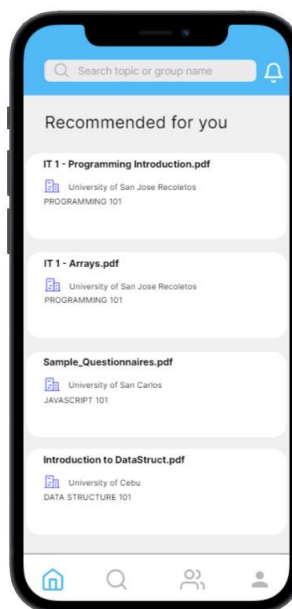 Search topic or group name
Recommended for you
IT 1 - Programming Introduction.pdf
University of San Jose Recoletos
PROGRAMMING 101
IT 1 - Arrays.pdf
University of San Jose Recoletos
PROGRAMMING 101
Sample_Questionnaires.pdf
University of San Carlos
JAVASCRIPT 101
Introduction to DataStruct.pdf
University of Cebu
DATA STRUCTURE 101